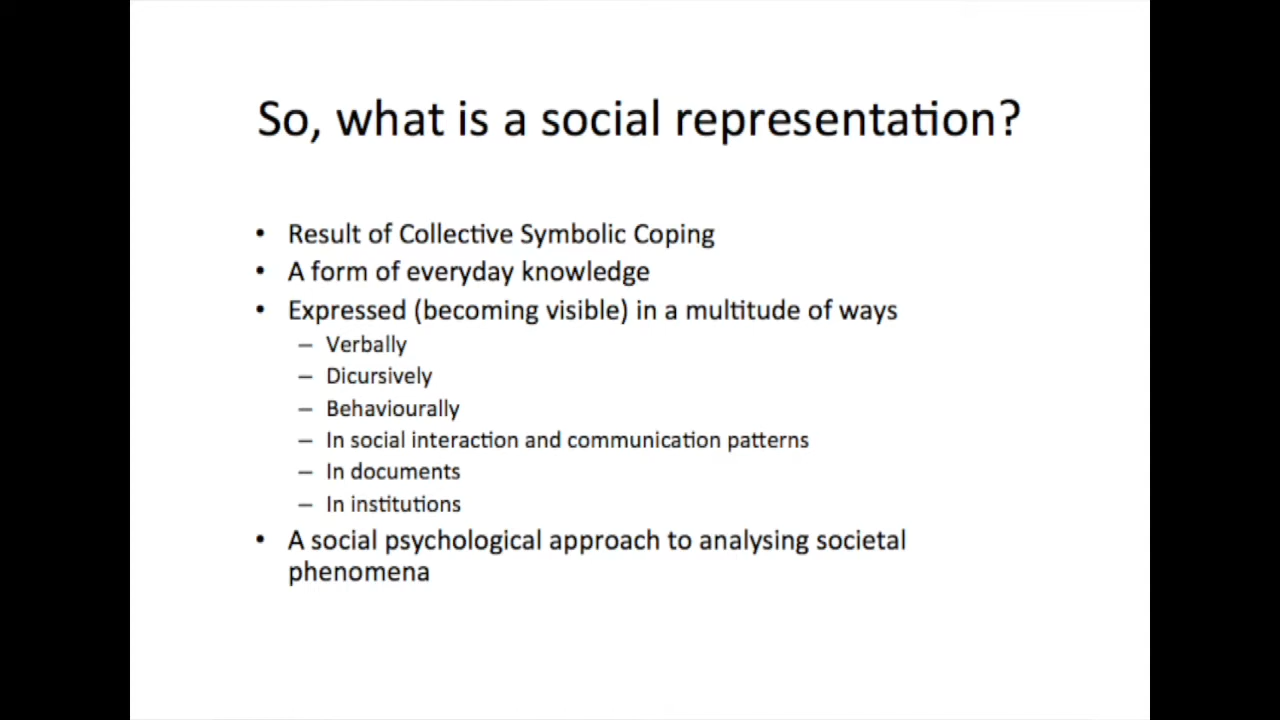 So, what is a social representation?
• Result of Collective Symbolic Coping
• A form of everyday knowledge
• Expressed (becoming visible) in a multitude of ways
– Verbally
– Dicursively
– Behaviourally
– In social interaction and communication patterns
– In documents
– In institutions
• A social psychological approach to analysing societal
phenomena